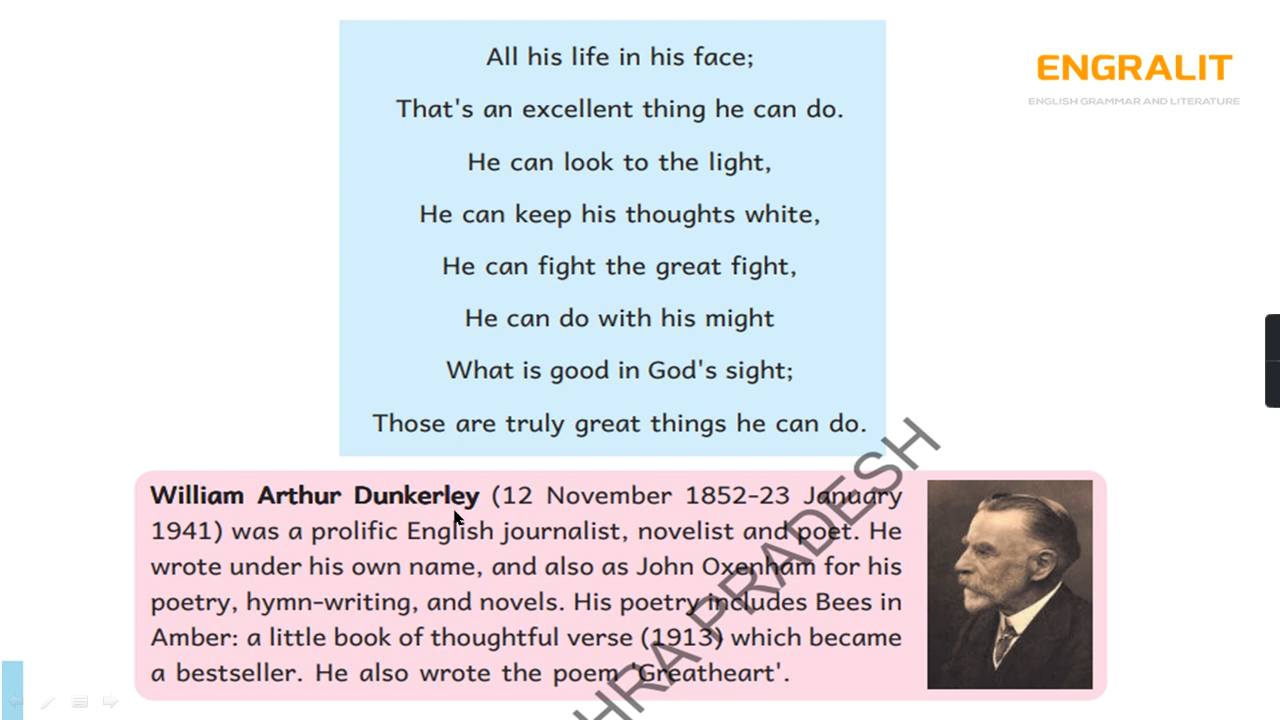 All his life in his face;
That's an excellent thing he can do.
He can look to the light,
He can keep his thoughts white,
He can fight the great fight,
He can do with his might
What is good in God's sight;
Those are truly great things he can do.
ENGRALIT
ENGLISH GRAMMAR AND LITERATURE
William Arthur Dunkerley (12 November 1852-23 January
1941) was a prolific English journalist, novelist and poet. He
wrote under his own name, and also as John Oxenham for his
poetry, hymn-writing, and novels. His poetry includes Bees in
Amber: a little book of thoughtful verse (1913) which became
a bestseller. He also wrote the poem 'Greatheart'.
HRA PRADESH